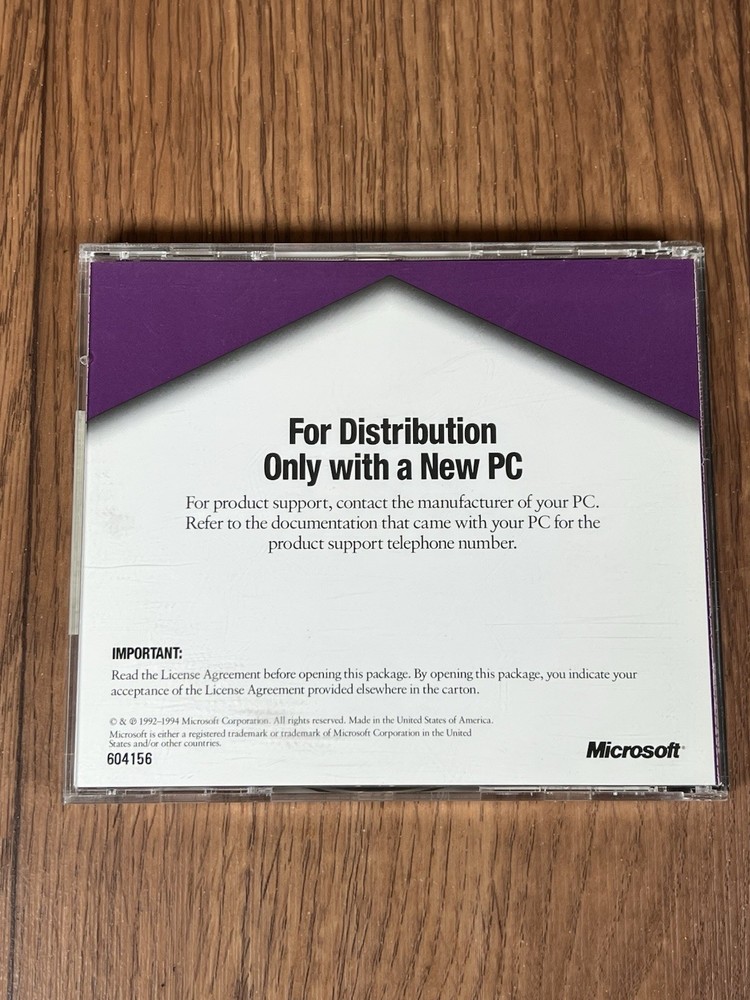 For Distribution
Only with a New PC
For product support, contact the manufacturer of your PC.
Refer to the documentation that came with your PC for the
product support telephone number.
IMPORTANT:
Read the License Agreement before opening this package. By opening this package, you indicate your
acceptance of the License Agreement provided elsewhere in the carton.
© & ℗ 1992–1994 Microsoft Corporation. All rights reserved. Made in the United States of America.
Microsoft is either a registered trademark or trademark of Microsoft Corporation in the United
States and/or other countries.
604156
Microsoft®